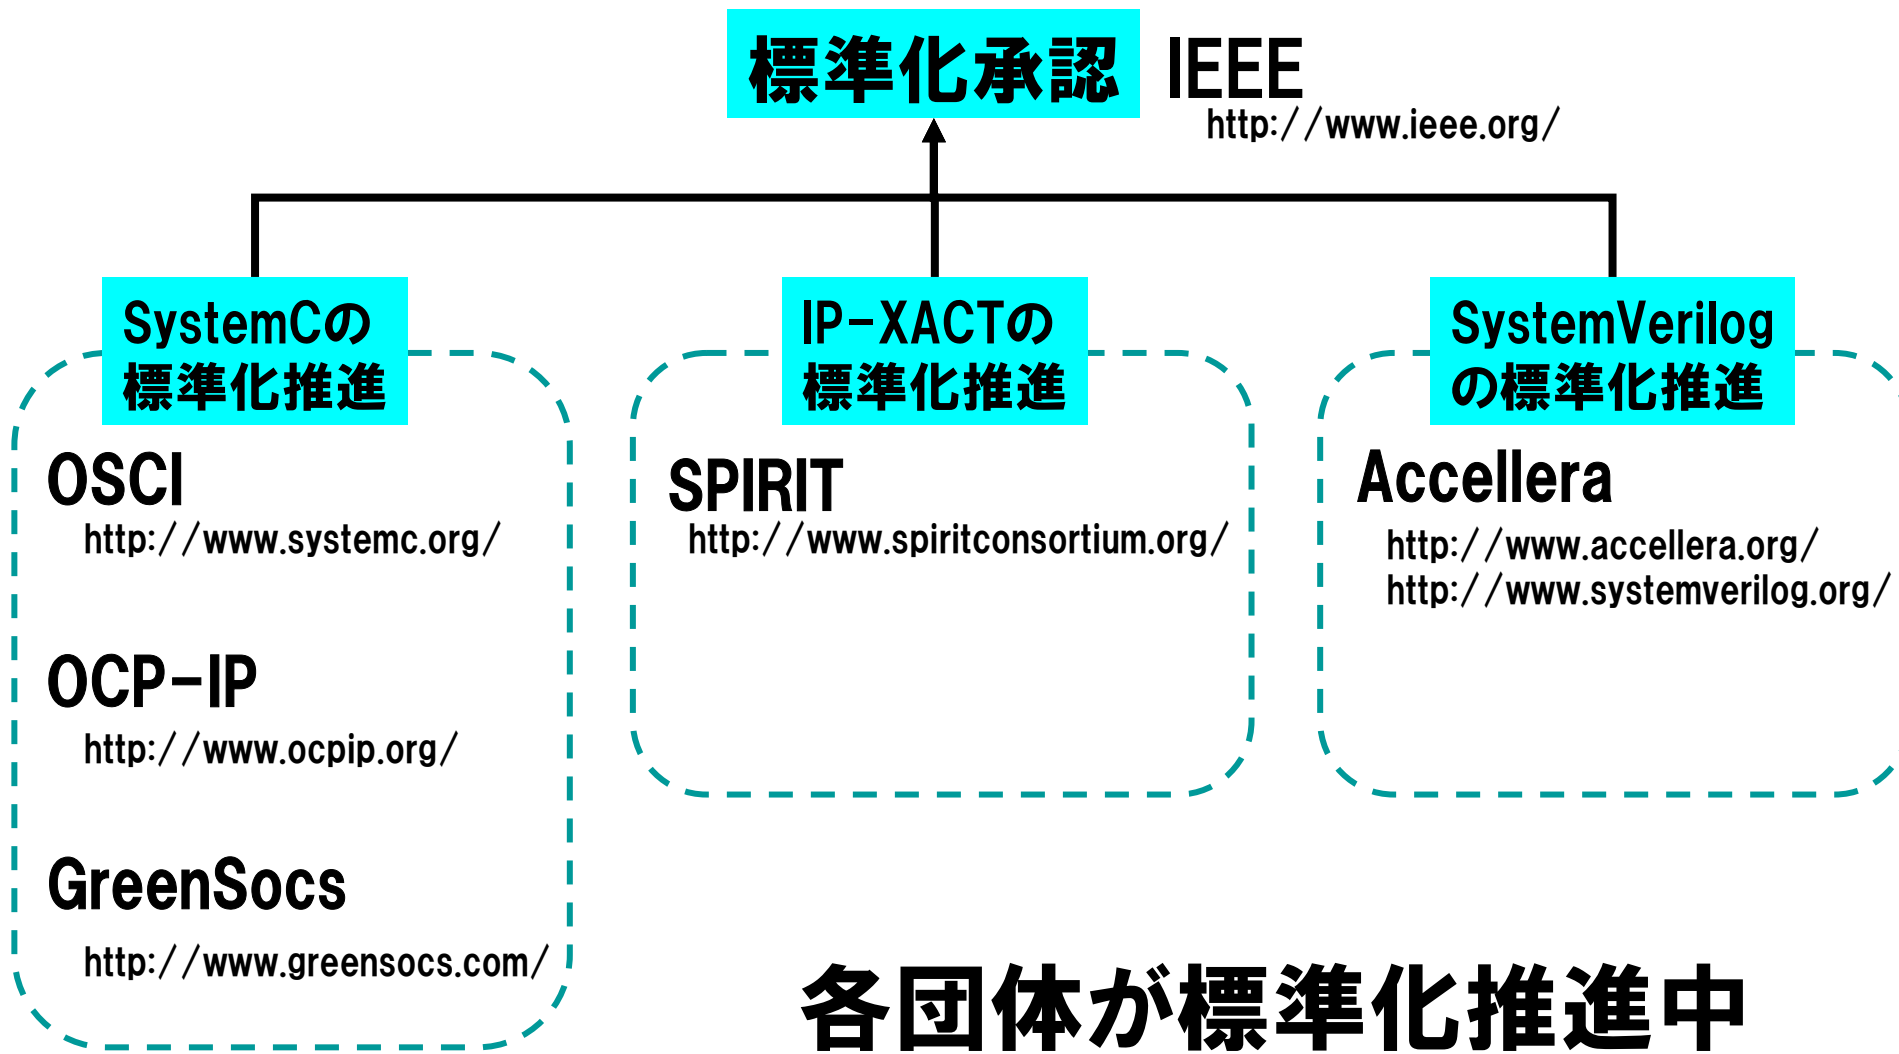 標準化承認
IEEE
http://www.ieee.org/
SystemCの
標準化推進
OSCI
http://www.systemc.org/
OCP-IP
http://www.ocpip.org/
GreenSocs
http://www.greensocs.com/
IP-XACTの
標準化推進
SPIRIT
http://www.spiritconsortium.org/
SystemVerilog
の標準化推進
Accellera
http://www.accellera.org/
http://www.systemverilog.org/
各団体が標準化推進中